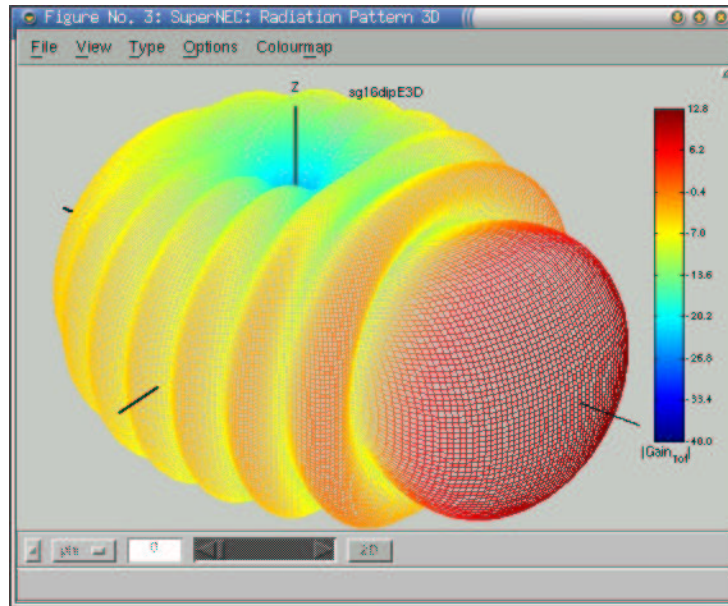 Figure No. 3: SuperNEC: Radiation Pattern 3D
File View Type Options Colourmap
Z
sg16dipE3D
12.8
6.2
-0.4
-7.0
-13.6
-20.2
-26.8
-33.4
-40.0
|Gain_Tot|
0
2D